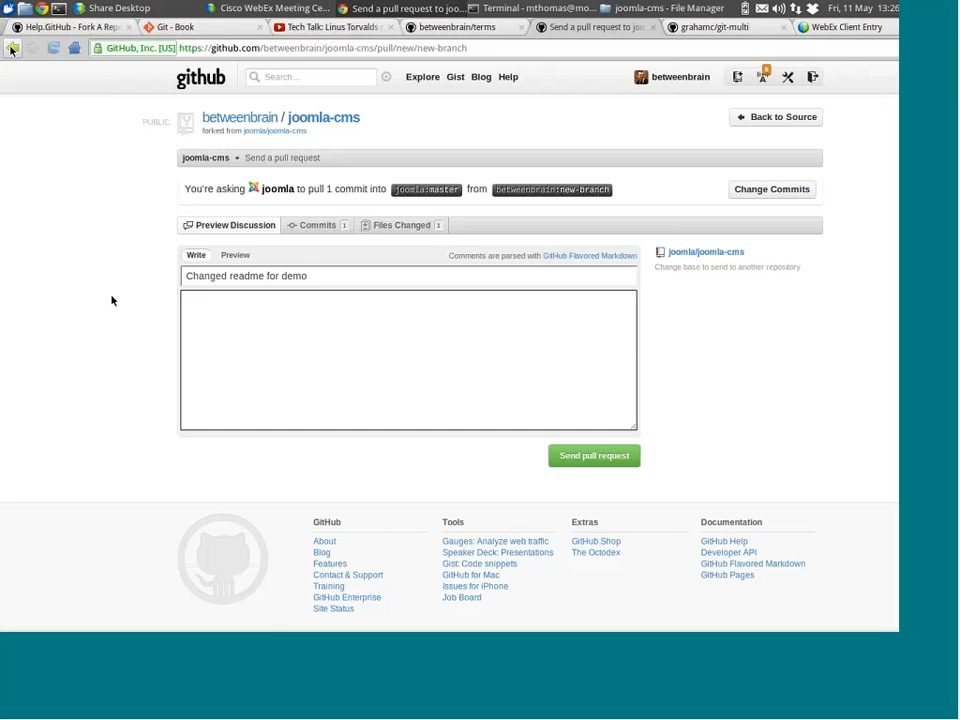 Share Desktop Cisco WebEx Meeting Ce... Send a pull request to joo... Terminal - mthomas@mo... joomla-cms - File Manager Fri, 11 May 13:26
Help.GitHub - Fork A Rep Git - Book Tech Talk: Linus Torvalds betweenbrain/terms Send a pull request to joo grahamc/git-multi WebEx Client Entry
GitHub, Inc. [US] https://github.com/betweenbrain/joomla-cms/pull/new/new-branch
github Search... Explore Gist Blog Help betweenbrain 8
PUBLIC betweenbrain / joomla-cms Back to Source
forked from joomla/joomla-cms
joomla-cms Send a pull request
You're asking joomla to pull 1 commit into joomla:master from betweenbrain:new-branch Change Commits
Preview Discussion Commits 1 Files Changed 1
Write Preview Comments are parsed with GitHub Flavored Markdown joomla/joomla-cms
Change base to send to another repository
Changed readme for demo
Send pull request
GitHub Tools Extras Documentation
About Gauges: Analyze web traffic GitHub Shop GitHub Help
Blog Speaker Deck: Presentations The Octodex Developer API
Features Gist: Code snippets GitHub Flavored Markdown
Contact & Support GitHub for Mac GitHub Pages
Training Issues for iPhone
GitHub Enterprise Job Board
Site Status